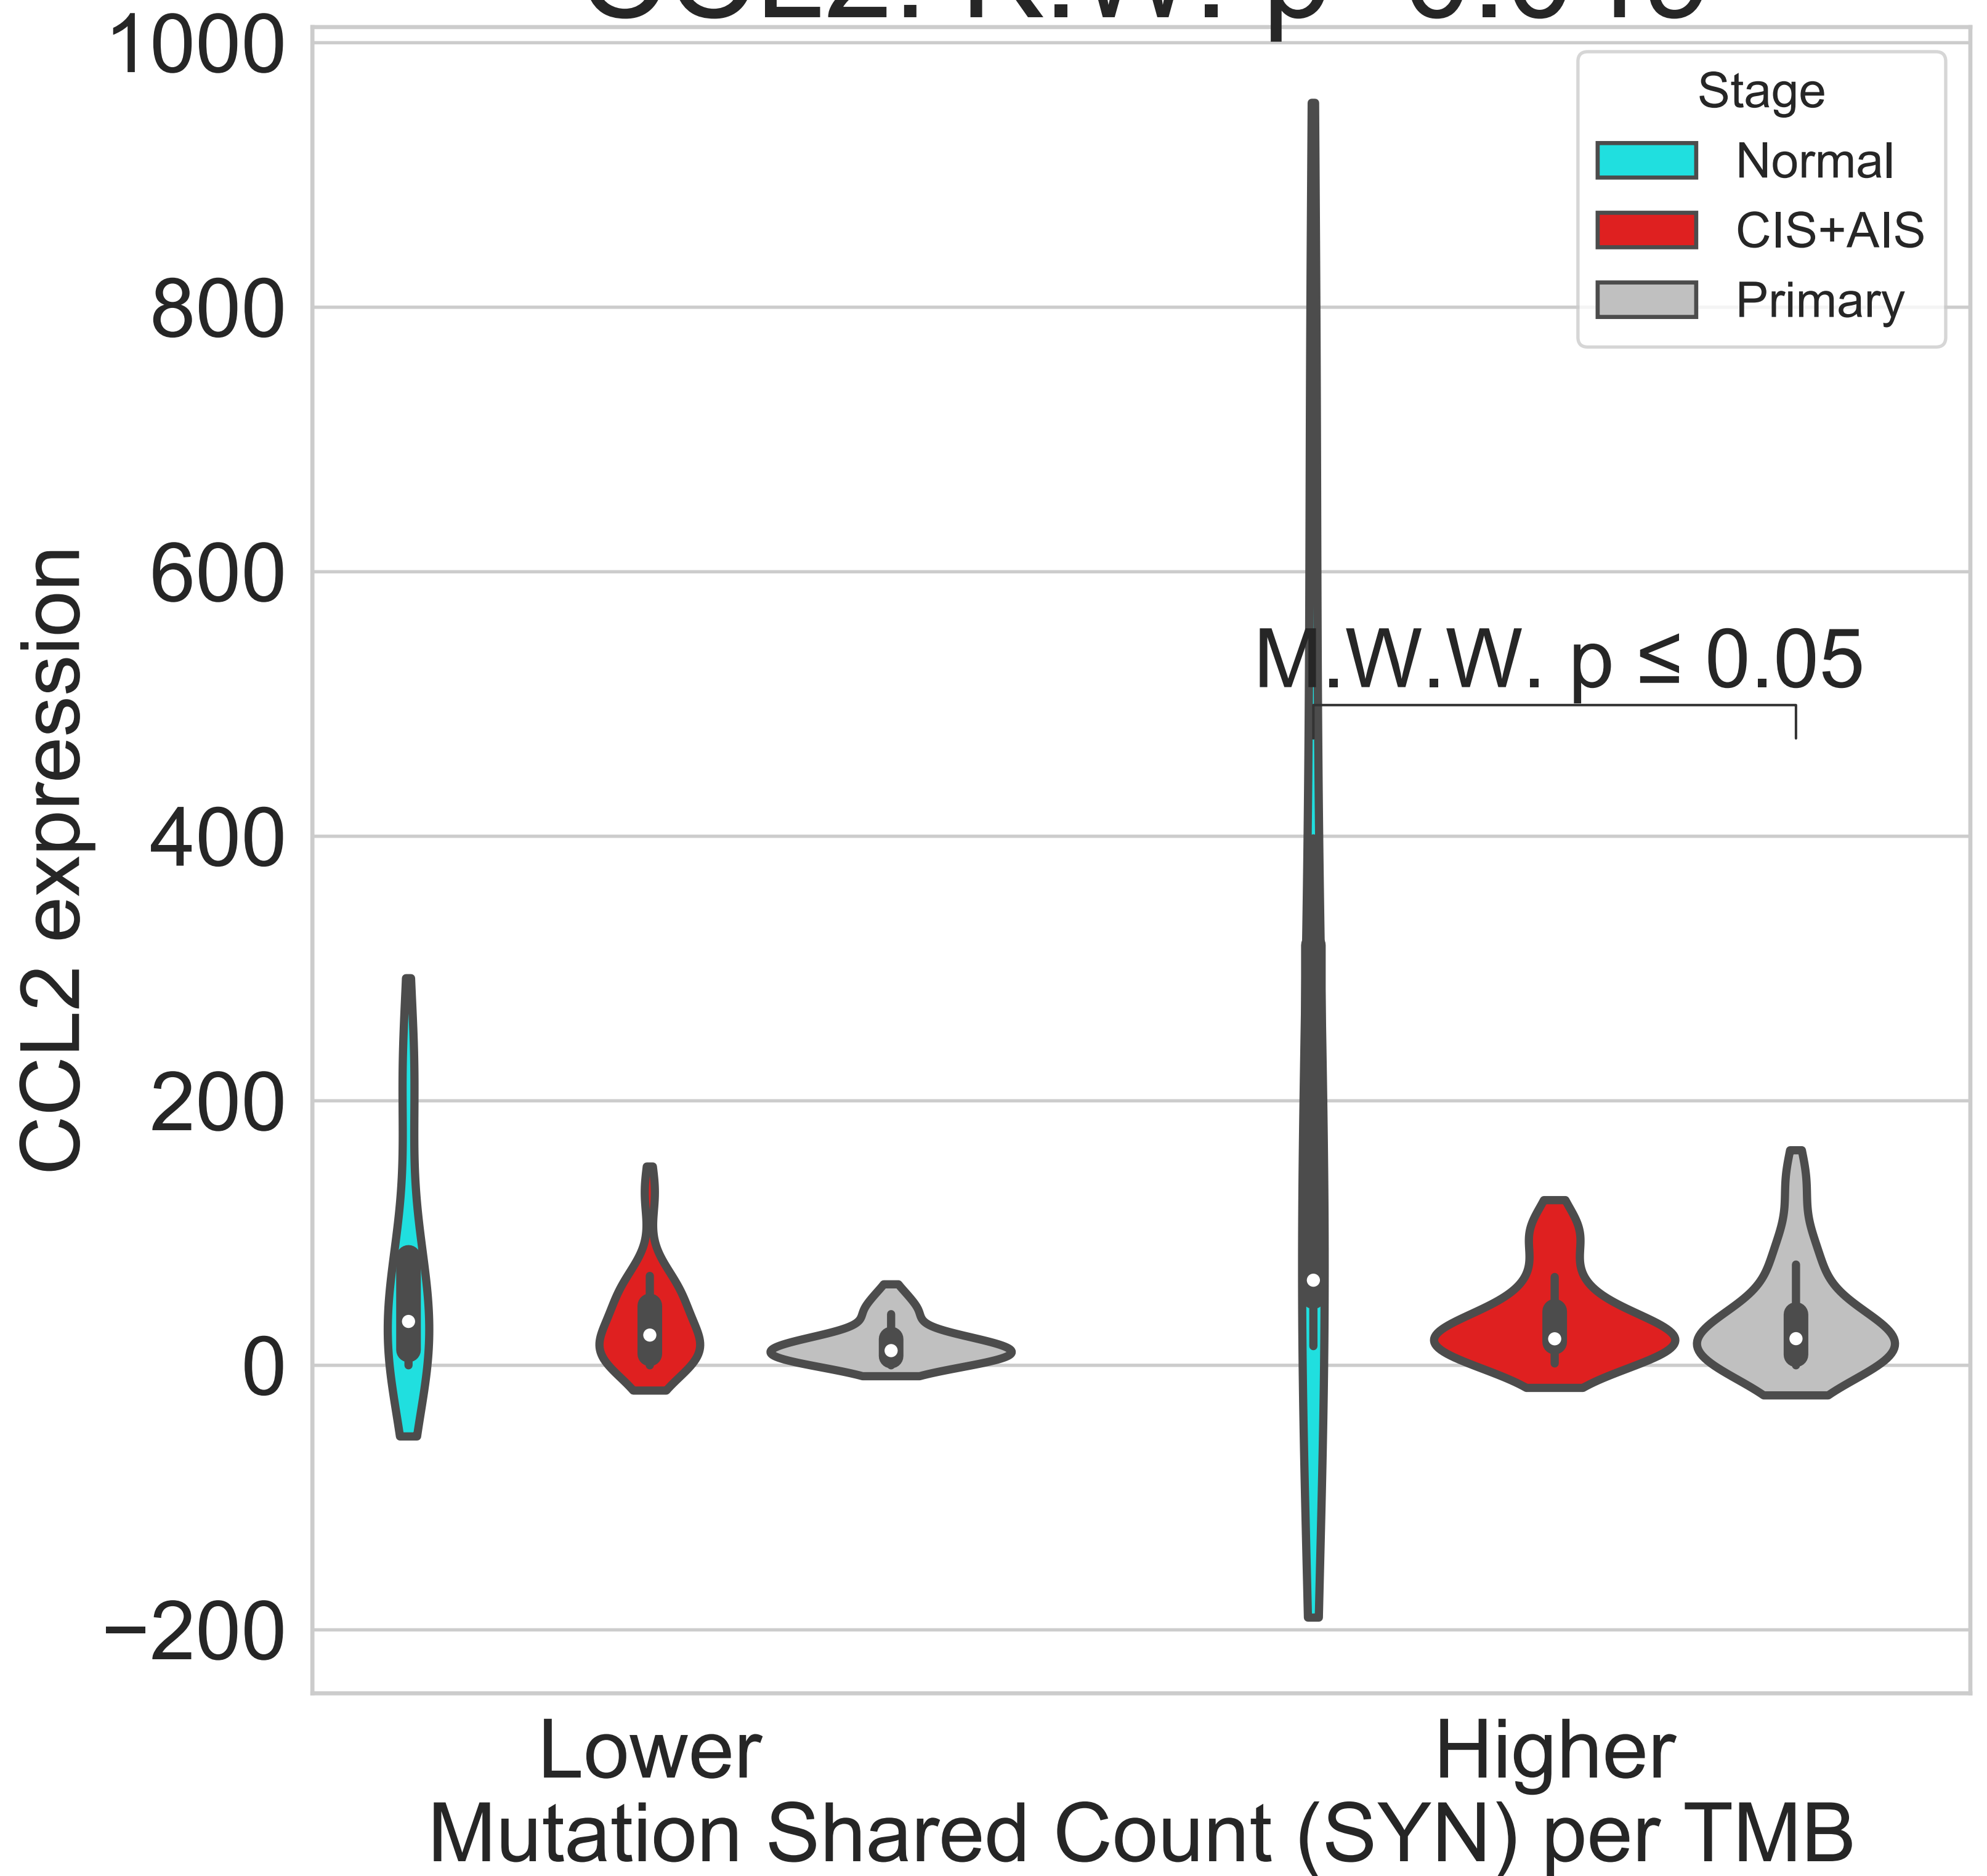 1000
800
600
400
200
0
−200
CCL2 expression
Stage
Normal
CIS+AIS
Primary
M.W.W. p ≤ 0.05
Lower
Higher
Mutation Shared Count (SYN) per TMB